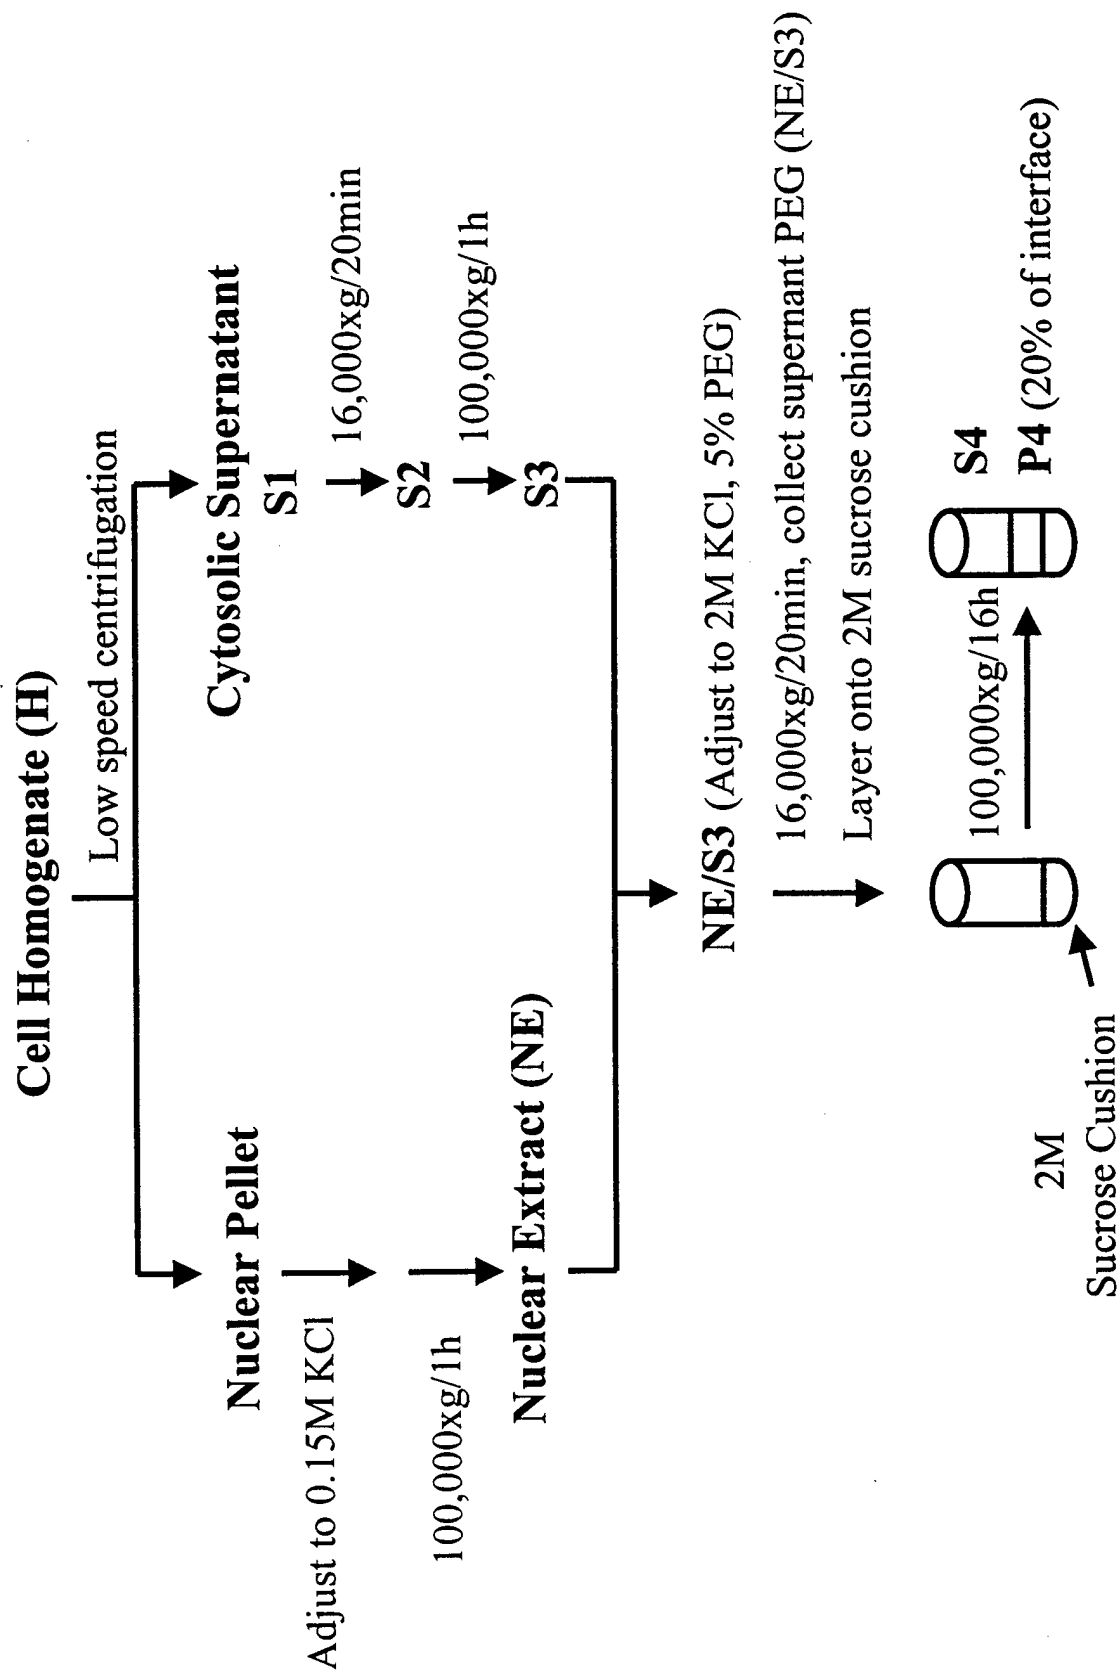 Cell Homogenate (H)
Low speed centrifugation
Nuclear Pellet
Adjust to 0.15M KCl
100,000xg/1h
Nuclear Extract (NE)
Cytosolic Supernatant
S1
16,000xg/20min
S2
100,000xg/1h
S3
NE/S3 (Adjust to 2M KCl, 5% PEG)
16,000xg/20min, collect supernant PEG (NE/S3)
Layer onto 2M sucrose cushion
2M
Sucrose Cushion
100,000xg/16h
S4
P4 (20% of interface)